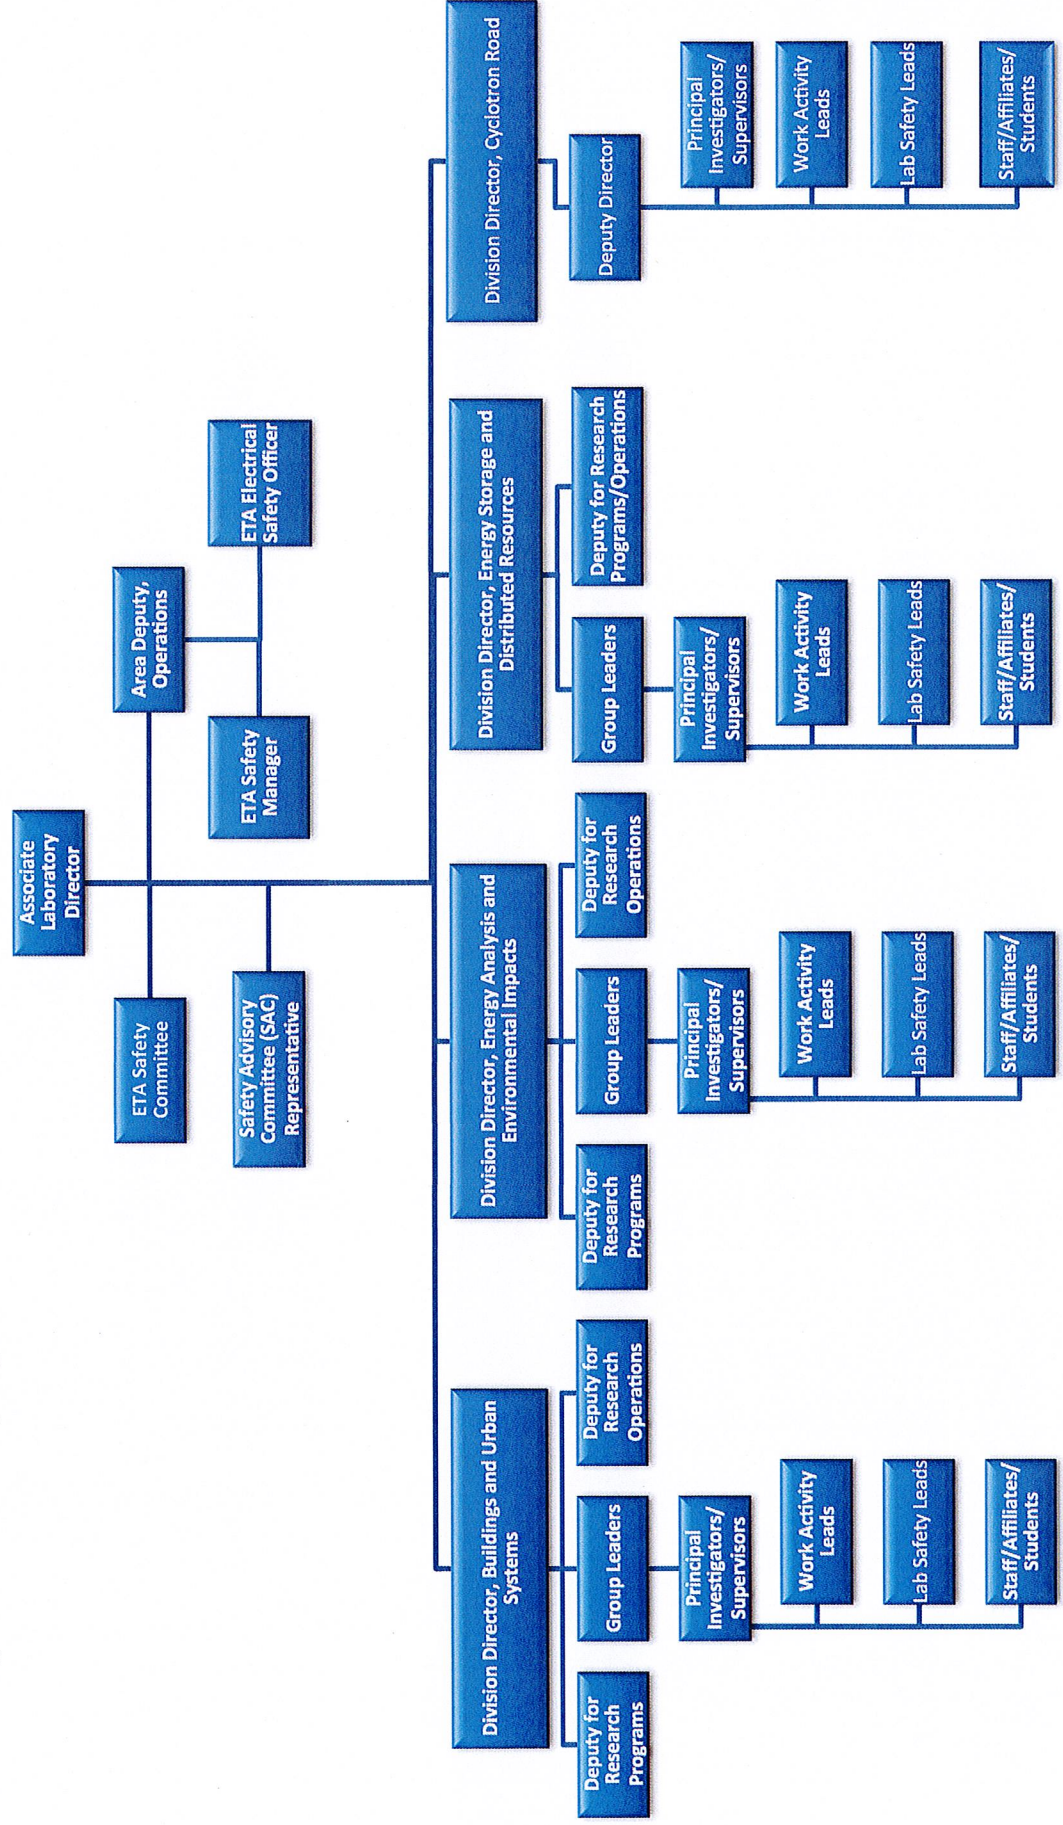 Associate
Laboratory
Director
ETA Safety
Committee
Area Deputy,
Operations
Safety Advisory
Committee (SAC)
Representative
ETA Safety
Manager
ETA Electrical
Safety Officer
Division Director, Buildings and Urban
Systems
Division Director, Energy Analysis and
Environmental Impacts
Division Director, Energy Storage and
Distributed Resources
Division Director, Cyclotron Road
Deputy for
Research
Programs
Group Leaders
Deputy for
Research
Operations
Deputy for
Research
Programs
Group Leaders
Deputy for
Research
Operations
Group Leaders
Deputy for Research
Programs/Operations
Deputy Director
Principal
Investigators/
Supervisors
Principal
Investigators/
Supervisors
Principal
Investigators/
Supervisors
Principal
Investigators/
Supervisors
Work Activity
Leads
Work Activity
Leads
Work Activity
Leads
Work Activity
Leads
Lab Safety Leads
Lab Safety Leads
Lab Safety Leads
Lab Safety Leads
Staff/Affiliates/
Students
Staff/Affiliates/
Students
Staff/Affiliates/
Students
Staff/Affiliates/
Students